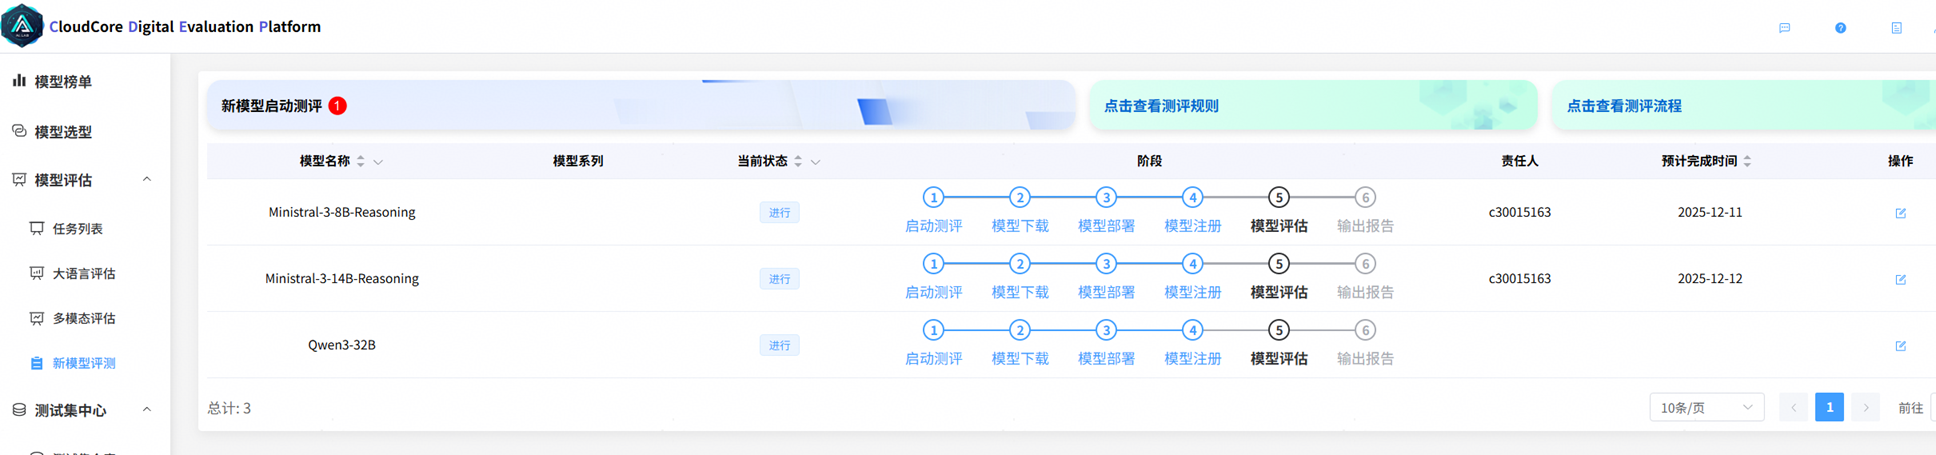 CloudCore Digital Evaluation Platform
模型榜单
模型选型
模型评估
任务列表
大语言评估
多模态评估
新模型评测
测试集中心
新模型启动测评 1
点击查看测评规则
点击查看测评流程
模型名称 模型系列 当前状态 阶段 责任人 预计完成时间 操作
Ministral-3-8B-Reasoning 进行 1 2 3 4 5 6 c30015163 2025-12-11
启动测评 模型下载 模型部署 模型注册 模型评估 输出报告
Ministral-3-14B-Reasoning 进行 1 2 3 4 5 6 c30015163 2025-12-12
启动测评 模型下载 模型部署 模型注册 模型评估 输出报告
Qwen3-32B 进行 1 2 3 4 5 6
启动测评 模型下载 模型部署 模型注册 模型评估 输出报告
总计: 3
10条/页 1 前往